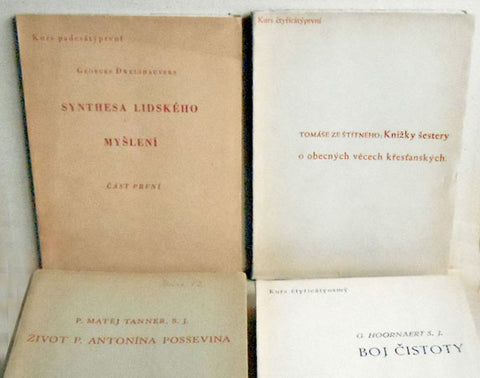 Kurs padesátýprvní
Georges Dwelshauvers
SYNTHESA LIDSKÉHO
MYŠLENÍ
ČÁST PRVNÍ
Kurs čtyřicátýprvní
TOMÁŠE ZE ŠTÍTNÉHO: Knížky šestery
o obecných věcech křesťanských
P. MATĚJ TANNER, S. J.
ŽIVOT P. ANTONÍNA POSSEVINA
Kurs čtyřicátýosmý
G. HOORNAERT S. J.
BOJ ČISTOTY